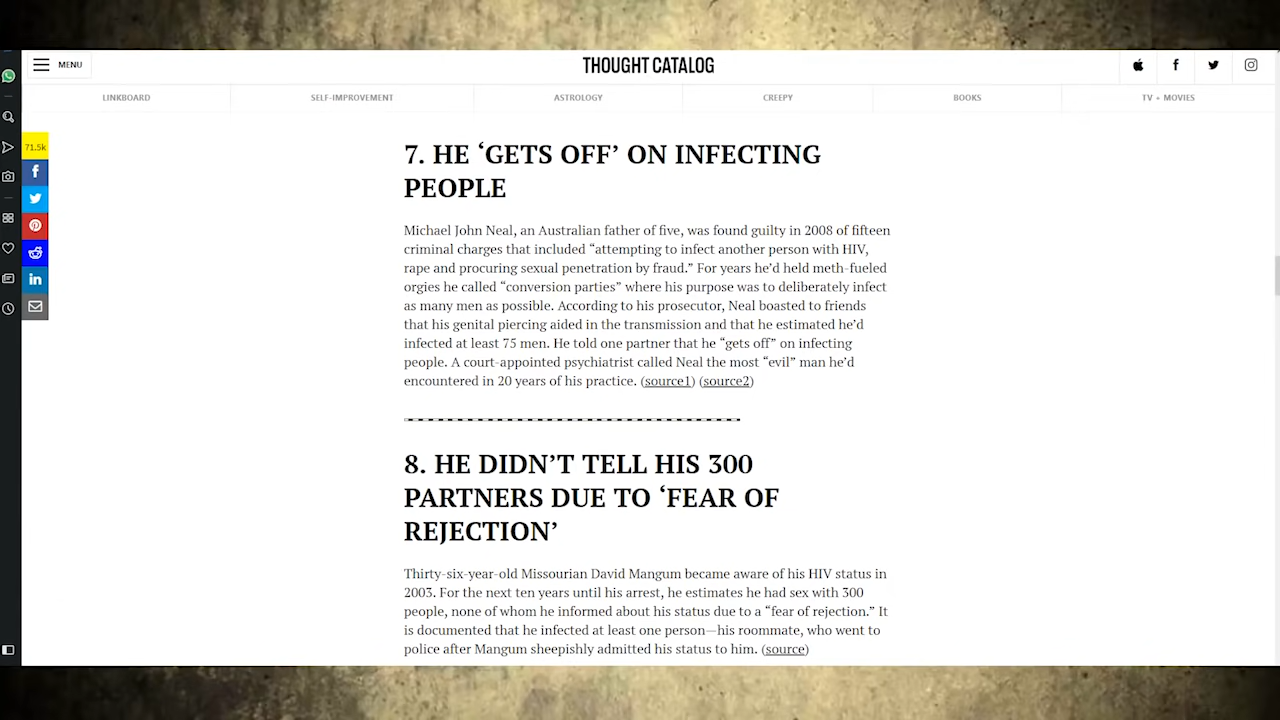 MENU
THOUGHT CATALOG
LINKBOARD
SELF-IMPROVEMENT
ASTROLOGY
CREEPY
BOOKS
TV + MOVIES
71.5k
7. HE ‘GETS OFF’ ON INFECTING
PEOPLE
Michael John Neal, an Australian father of five, was found guilty in 2008 of fifteen
criminal charges that included “attempting to infect another person with HIV,
rape and procuring sexual penetration by fraud.” For years he’d held meth-fueled
orgies he called “conversion parties” where his purpose was to deliberately infect
as many men as possible. According to his prosecutor, Neal boasted to friends
that his genital piercing aided in the transmission and that he estimated he’d
infected at least 75 men. He told one partner that he “gets off” on infecting
people. A court-appointed psychiatrist called Neal the most “evil” man he’d
encountered in 20 years of his practice. (source1) (source2)
8. HE DIDN’T TELL HIS 300
PARTNERS DUE TO ‘FEAR OF
REJECTION’
Thirty-six-year-old Missourian David Mangum became aware of his HIV status in
2003. For the next ten years until his arrest, he estimates he had sex with 300
people, none of whom he informed about his status due to a “fear of rejection.” It
is documented that he infected at least one person—his roommate, who went to
police after Mangum sheepishly admitted his status to him. (source)